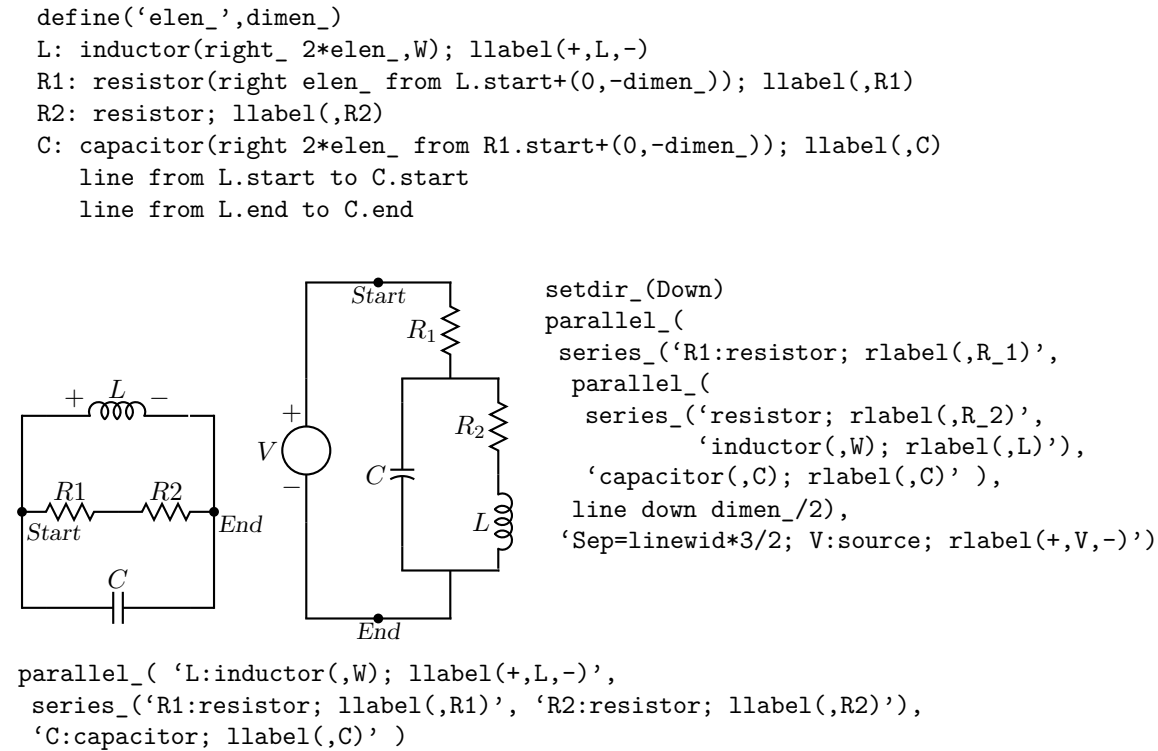 define(‘elen_’,dimen_)
L: inductor(right_ 2*elen_,W); llabel(+,L,-)
R1: resistor(right elen_ from L.start+(0,-dimen_)); llabel(,R1)
R2: resistor; llabel(,R2)
C: capacitor(right 2*elen_ from R1.start+(0,-dimen_)); llabel(,C)
line from L.start to C.start
line from L.end to C.end
+ L −
R1 R2
Start End
C
Start
R1
+
V
−
R2
C
L
End
setdir_(Down)
parallel_(
series_(‘R1:resistor; rlabel(,R_1)’,
parallel_(
series_(‘resistor; rlabel(,R_2)’,
‘inductor(,W); rlabel(,L)’),
‘capacitor(,C); rlabel(,C)’ ),
line down dimen_/2),
‘Sep=linewid*3/2; V:source; rlabel(+,V,-)’)
parallel_( ‘L:inductor(,W); llabel(+,L,-)’,
series_(‘R1:resistor; llabel(,R1)’, ‘R2:resistor; llabel(,R2)’),
‘C:capacitor; llabel(,C)’ )